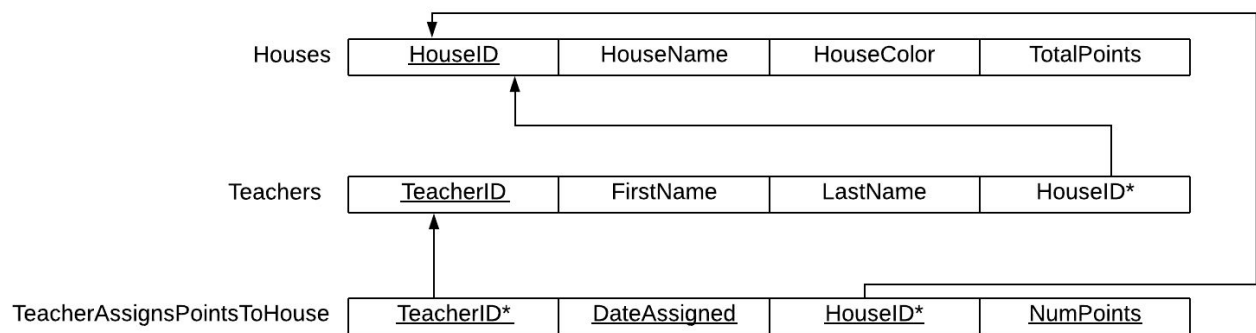 Houses HouseID HouseName HouseColor TotalPoints
Teachers TeacherID FirstName LastName HouseID*
TeacherAssignsPointsToHouse TeacherID* DateAssigned HouseID* NumPoints